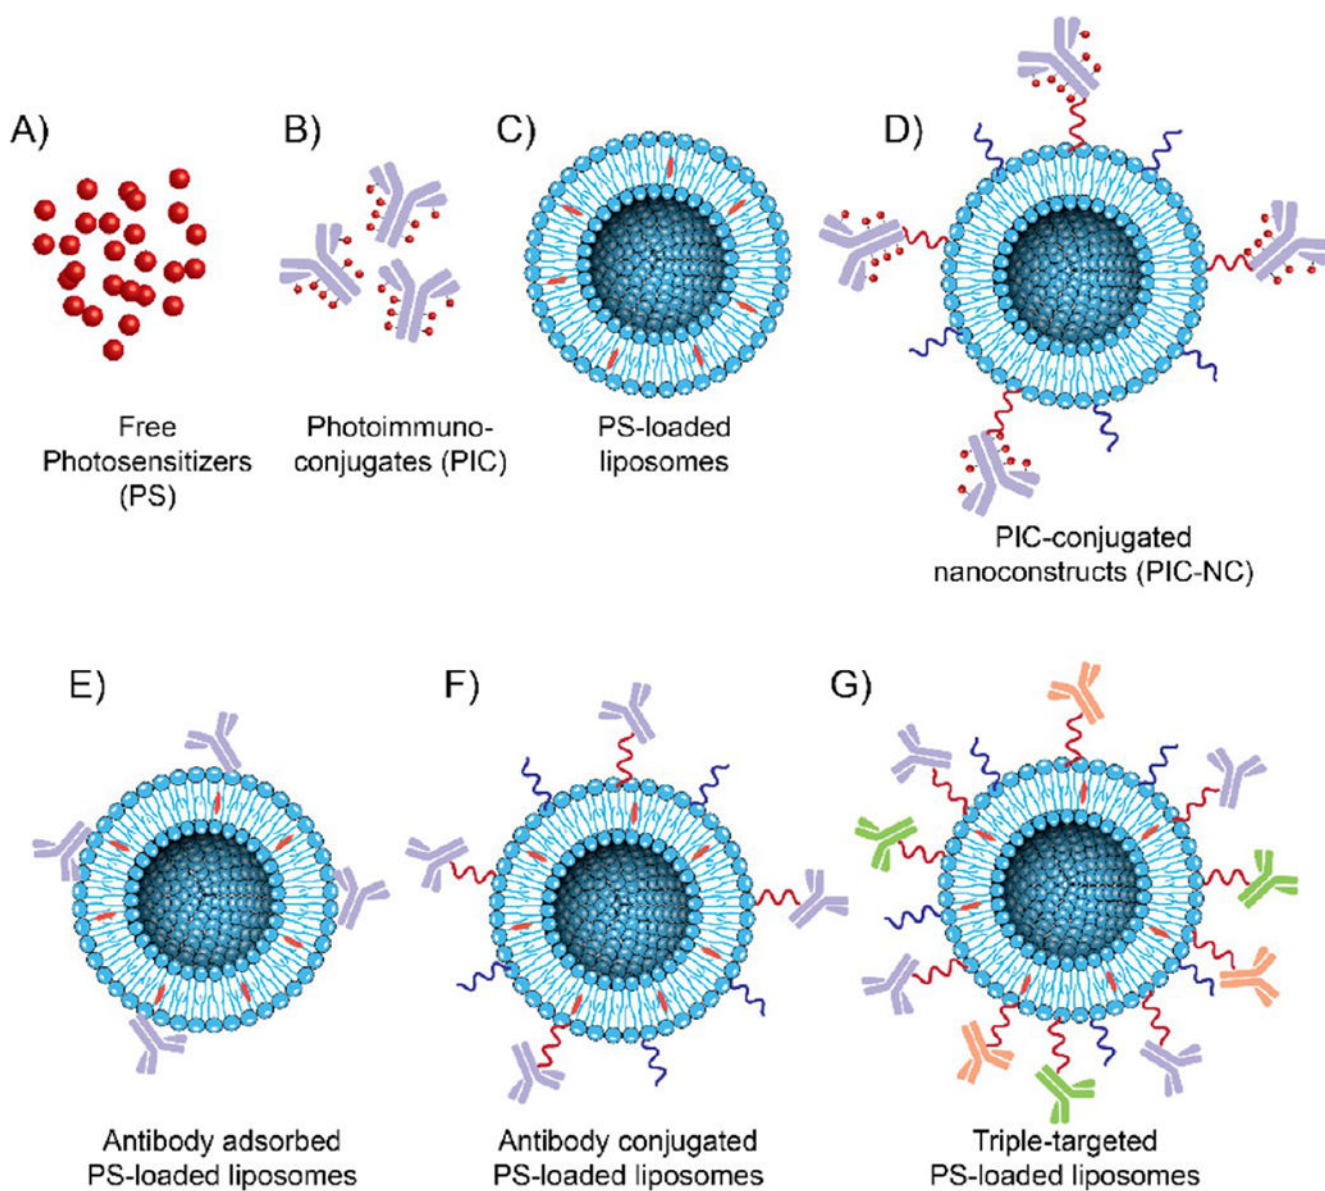 A)
B)
C)
D)
Free
Photosensitizers
(PS)
Photoimmuno-
conjugates (PIC)
PS-loaded
liposomes
PIC-conjugated
nanoconstructs (PIC-NC)
E)
F)
G)
Antibody adsorbed
PS-loaded liposomes
Antibody conjugated
PS-loaded liposomes
Triple-targeted
PS-loaded liposomes